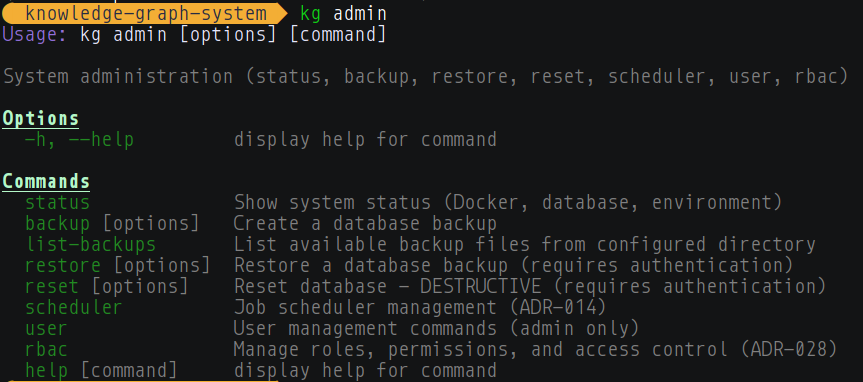 knowledge-graph-system kg admin
Usage: kg admin [options] [command]
System administration (status, backup, restore, reset, scheduler, user, rbac)
Options
-h, --help display help for command
Commands
status Show system status (Docker, database, environment)
backup [options] Create a database backup
list-backups List available backup files from configured directory
restore [options] Restore a database backup (requires authentication)
reset [options] Reset database - DESTRUCTIVE (requires authentication)
scheduler Job scheduler management (ADR-014)
user User management commands (admin only)
rbac Manage roles, permissions, and access control (ADR-028)
help [command] display help for command